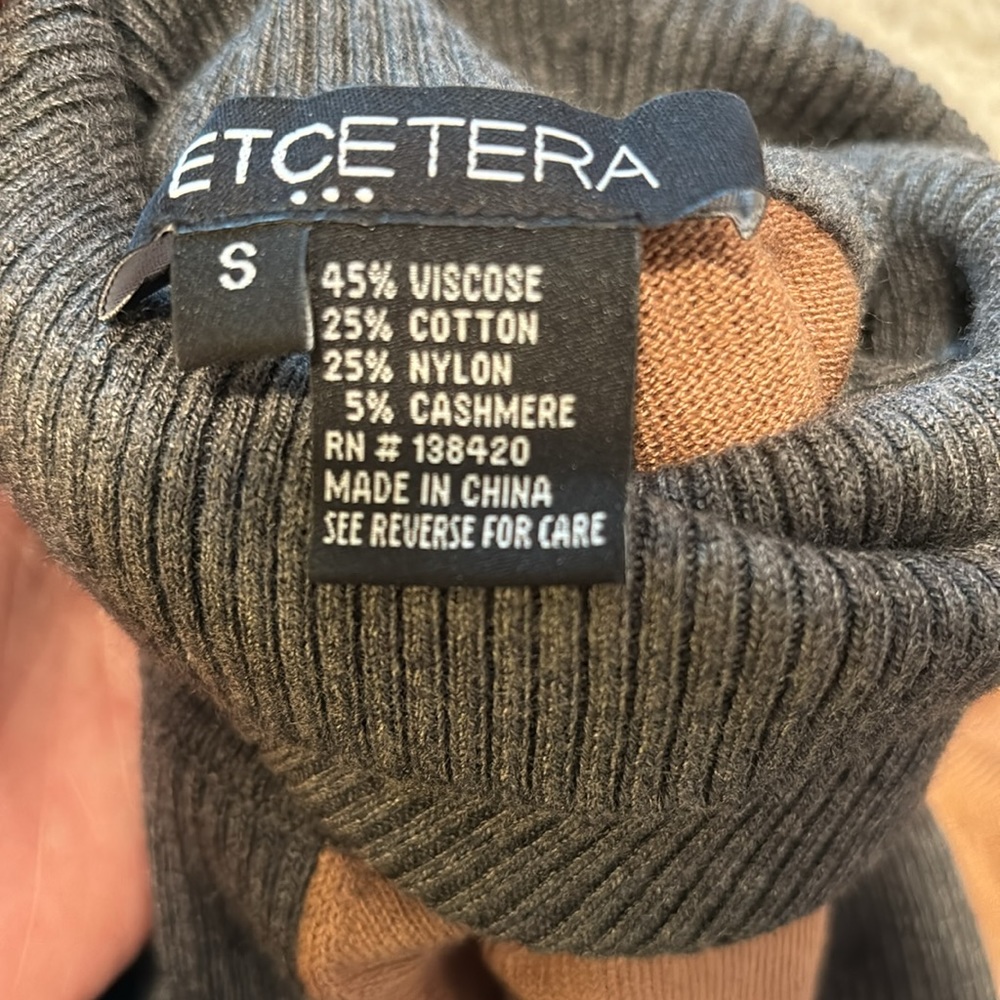 ETCETERA
S
45% VISCOSE
25% COTTON
25% NYLON
5% CASHMERE
RN # 138420
MADE IN CHINA
SEE REVERSE FOR CARE